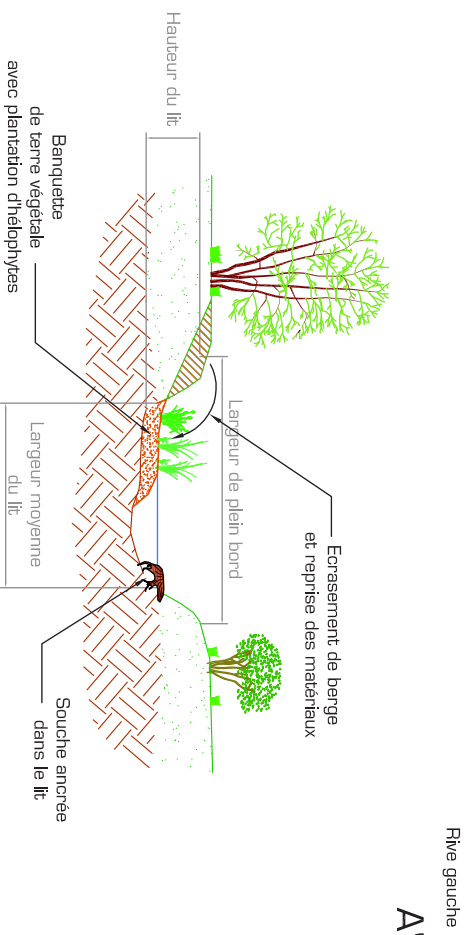 Rive gauche
A'
Ecrasement de berge
et reprise des matériaux
Largeur de plein bord
Hauteur du lit
Banquette
de terre végétale
avec plantation d'hélophytes
Largeur moyenne
du lit
Souche ancrée
dans le lit